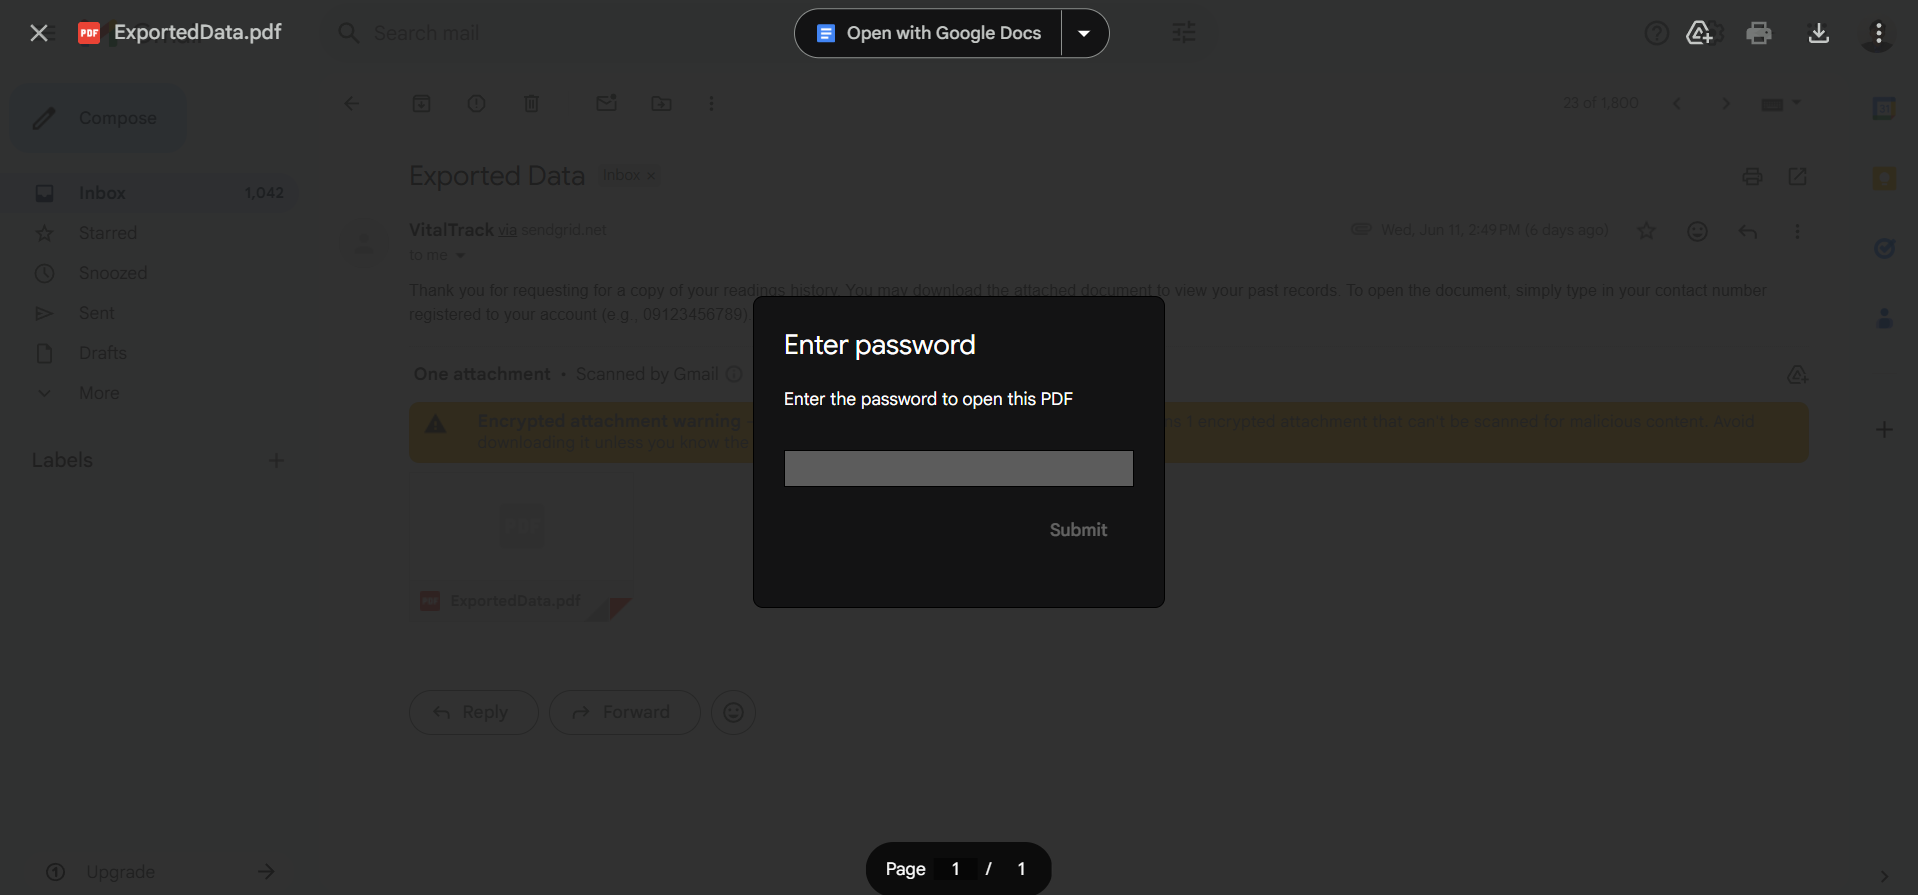 ExportedData.pdf
Search mail
Open with Google Docs
Compose
23 of 1,800
Inbox 1,042
Starred
Snoozed
Sent
Drafts
More
Labels
Exported Data Inbox ×
VitalTrack via sendgrid.net
Wed, Jun 11, 2:49 PM (6 days ago)
to me
Thank you for requesting for a copy of your readings history. You may download the attached document to view your past records. To open the document, simply type in your contact number
registered to your account (e.g., 09123456789).
One attachment • Scanned by Gmail
Encrypted attachment warning – 1 encrypted attachment that can't be scanned for malicious content. Avoid
downloading it unless you know the
Enter password
Enter the password to open this PDF
Submit
PDF
PDF ExportedData.pdf
Reply
Forward
Upgrade
Page 1 / 1